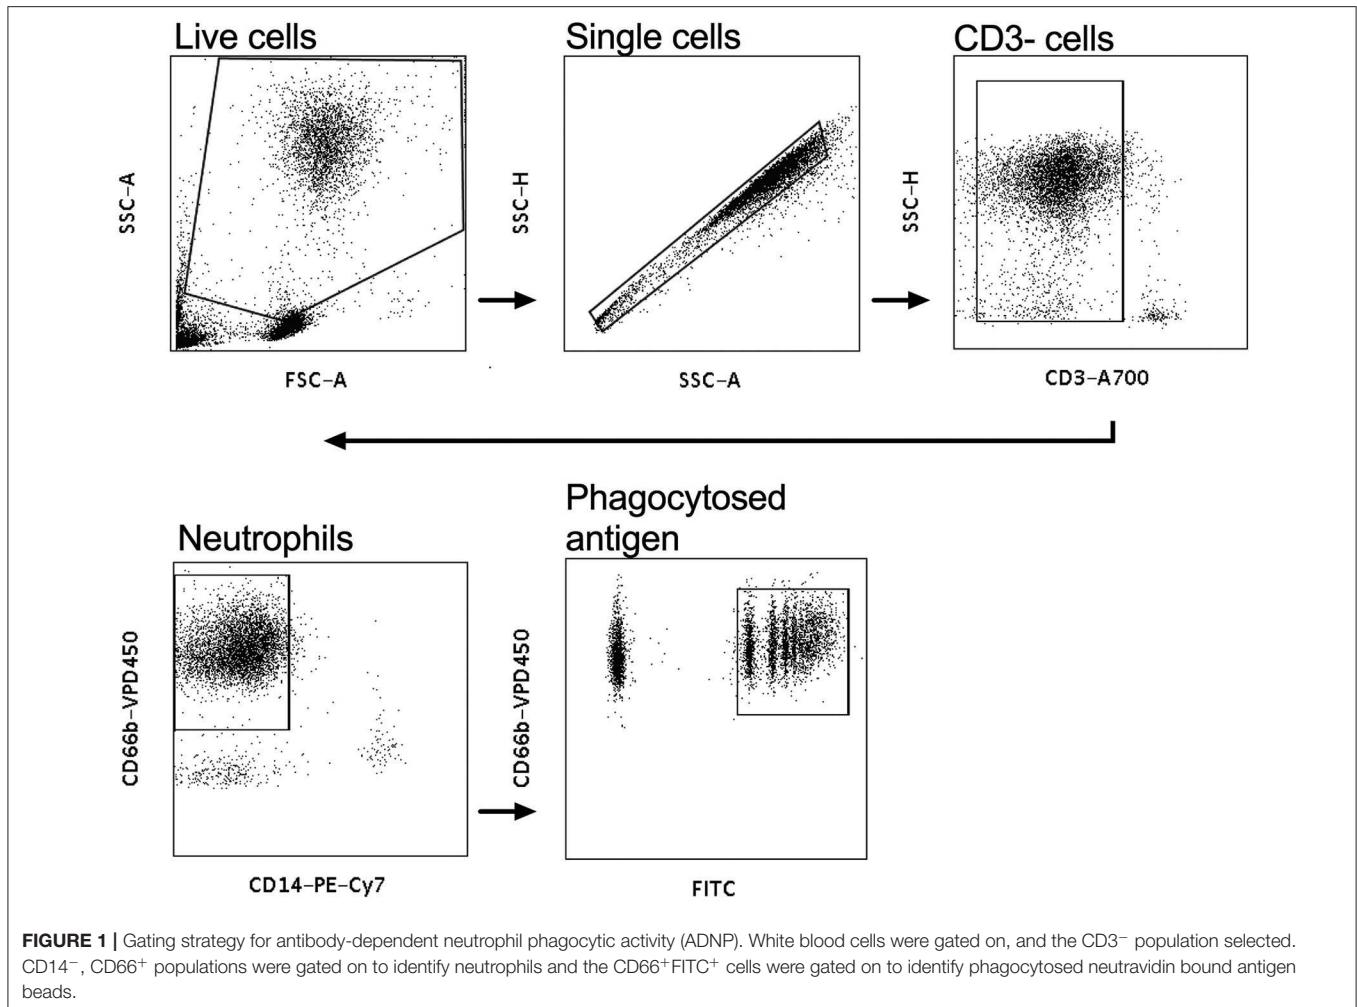 Live cells
Single cells
CD3- cells
SSC-A
SSC-H
SSC-H
FSC-A
SSC-A
CD3-A700
Neutrophils
Phagocytosed
antigen
CD66b-VPD450
CD66b-VPD450
CD14-PE-Cy7
FITC
FIGURE 1 | Gating strategy for antibody-dependent neutrophil phagocytic activity (ADNP). White blood cells were gated on, and the CD3⁻ population selected.
CD14⁻, CD66⁺ populations were gated on to identify neutrophils and the CD66⁺FITC⁺ cells were gated on to identify phagocytosed neutravidin bound antigen
beads.